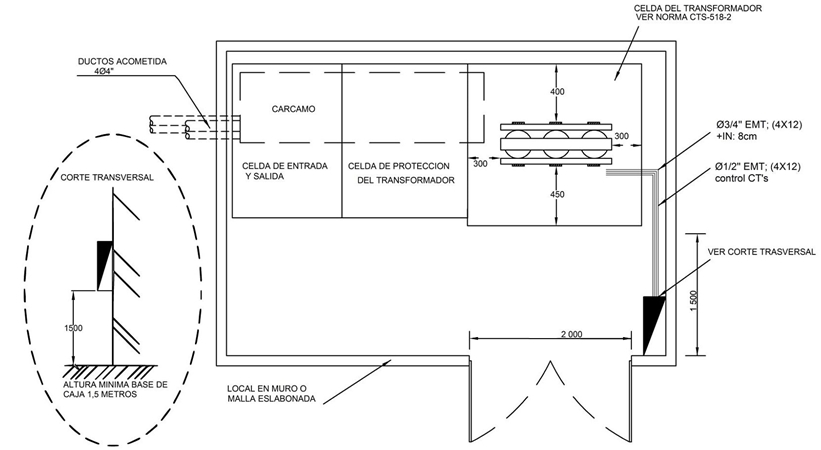 CELDA DEL TRANSFORMADOR
VER NORMA CTS-518-2
DUCTOS ACOMETIDA
4Ø4"
CARCAMO
400
300
300
450
CELDA DE ENTRADA
Y SALIDA
CELDA DE PROTECCION
DEL TRANSFORMADOR
Ø3/4" EMT; (4X12)
+IN: 8cm
Ø1/2" EMT; (4X12)
control CT's
CORTE TRANSVERSAL
1500
ALTURA MINIMA BASE DE
CAJA 1,5 METROS
VER CORTE TRASVERSAL
1 500
2 000
LOCAL EN MURO O
MALLA ESLABONADA